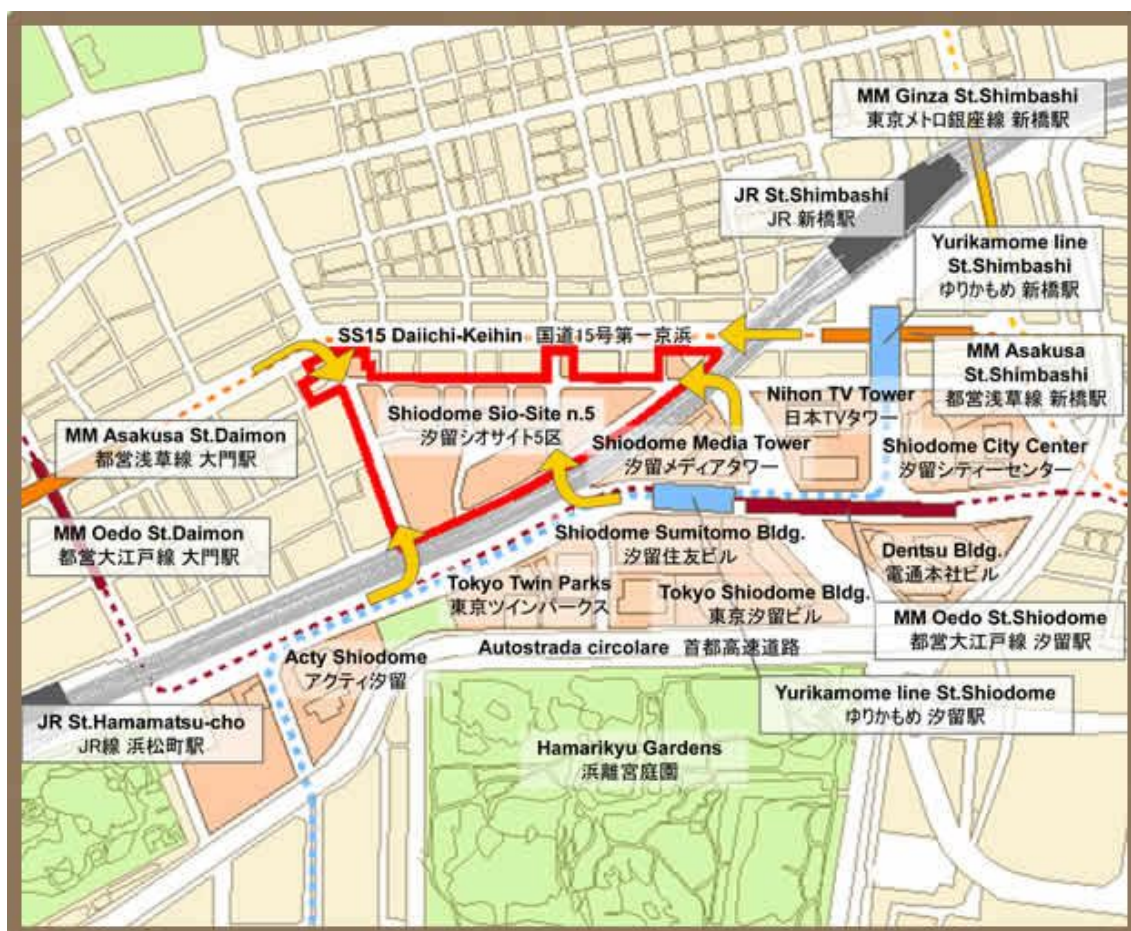 MM Ginza St.Shimbashi
東京メトロ銀座線 新橋駅
JR St.Shimbashi
JR 新橋駅
Yurikamome line
St.Shimbashi
ゆりかもめ 新橋駅
SS15 Daiichi-Keihin 国道15号第一京浜
MM Asakusa
St.Shimbashi
都営浅草線 新橋駅
Nihon TV Tower
日本TVタワー
Shiodome Sio-Site n.5
汐留シオサイト5区
MM Asakusa St.Daimon
都営浅草線 大門駅
Shiodome Media Tower
汐留メディアタワー
Shiodome City Center
汐留シティーセンター
MM Oedo St.Daimon
都営大江戸線 大門駅
Shiodome Sumitomo Bldg.
汐留住友ビル
Dentsu Bldg.
電通本社ビル
Tokyo Twin Parks
東京ツインパークス
Tokyo Shiodome Bldg.
東京汐留ビル
MM Oedo St.Shiodome
都営大江戸線 汐留駅
Autostrada circolare 首都高速道路
Acty Shiodome
アクティ汐留
Yurikamome line St.Shiodome
ゆりかもめ 汐留駅
JR St.Hamamatsu-cho
JR線 浜松町駅
Hamarikyu Gardens
浜離宮庭園